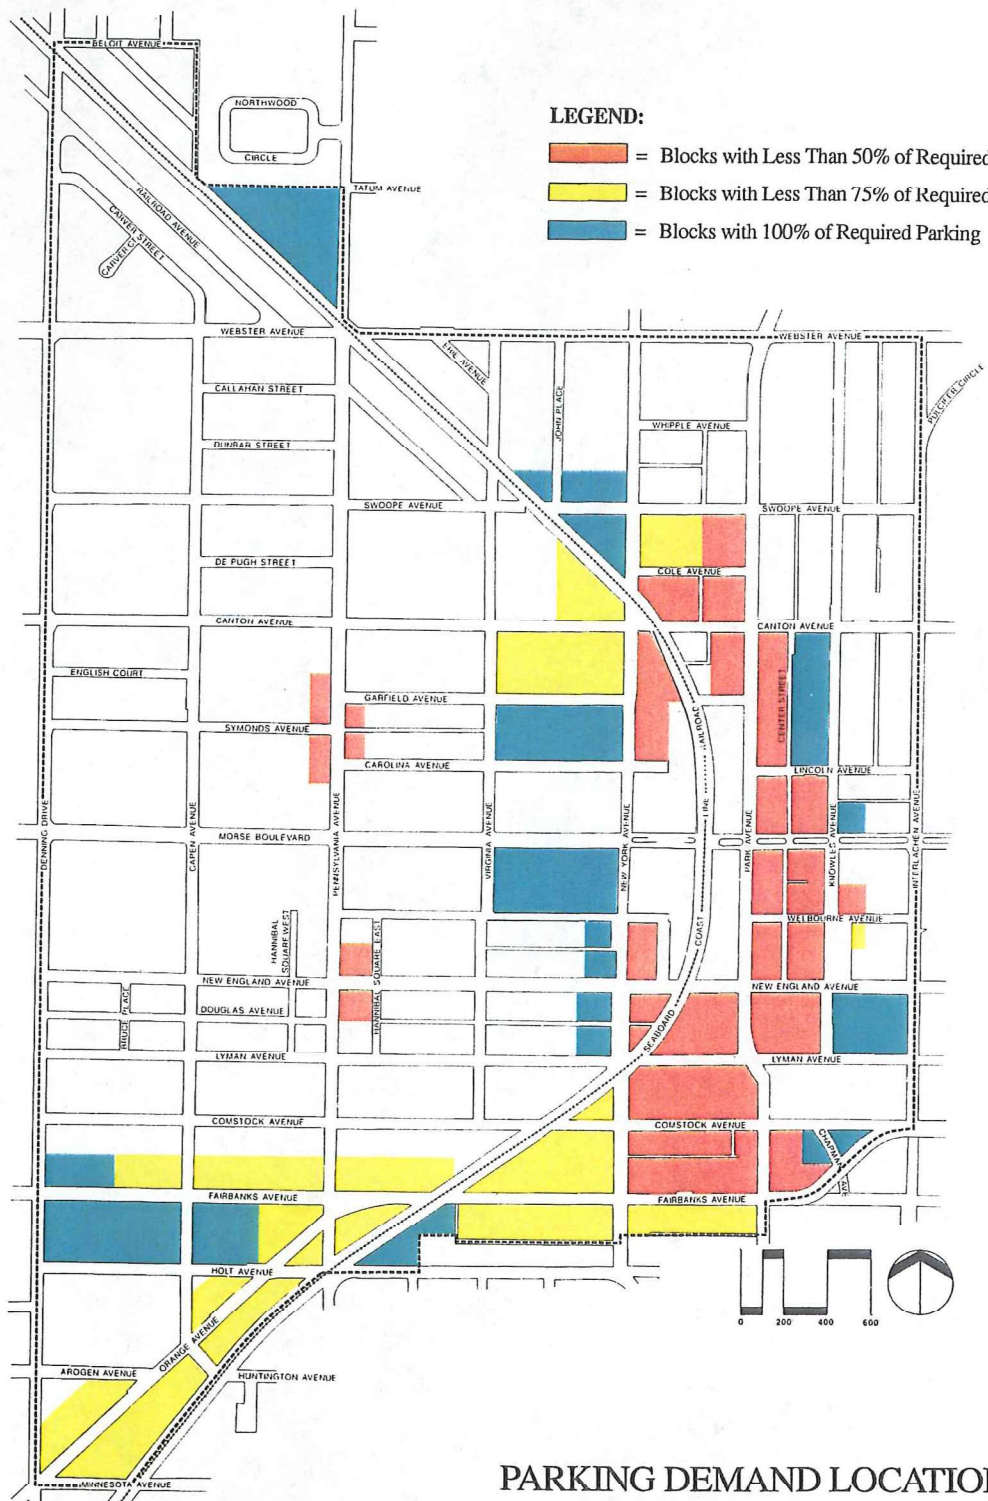 BELOIT AVENUE
NORTHWOOD
CIRCLE
LEGEND:
= Blocks with Less Than 50% of Required
= Blocks with Less Than 75% of Required
= Blocks with 100% of Required Parking
TATUM AVENUE
RAILROAD AVENUE
CARVER STREET
CARVER CT
WEBSTER AVENUE
WEBSTER AVENUE
ERIE AVENUE
CALLAHAN STREET
JOHN PLACE
WHIPPLE AVENUE
DUNBAR STREET
SWOOPE AVENUE
SWOOPE AVENUE
DE PUGH STREET
COLE AVENUE
CANTON AVENUE
CANTON AVENUE
ENGLISH COURT
GARFIELD AVENUE
CENTER STREET
SYMONDS AVENUE
CAROLINA AVENUE
LINCOLN AVENUE
DENNING DRIVE
CAPEN AVENUE
PENNSYLVANIA AVENUE
VIRGINIA AVENUE
NEW YORK AVENUE
SEABOARD COAST LINE RAILROAD
PARK AVENUE
KNOWLES AVENUE
INTERLACHEN AVENUE
MORSE BOULEVARD
WELBOURNE AVENUE
HANNIBAL
SQUARE WEST
HANNIBAL SQUARE EAST
NEW ENGLAND AVENUE
NEW ENGLAND AVENUE
BRUCE PLACE
DOUGLAS AVENUE
LYMAN AVENUE
LYMAN AVENUE
COMSTOCK AVENUE
COMSTOCK AVENUE
CHAPMAN AVE
FAIRBANKS AVENUE
FAIRBANKS AVENUE
HOLT AVENUE
0 200 400 600
ORANGE AVENUE
AROGEN AVENUE
HUNTINGTON AVENUE
MINNESOTA AVENUE
PARKING DEMAND LOCATION